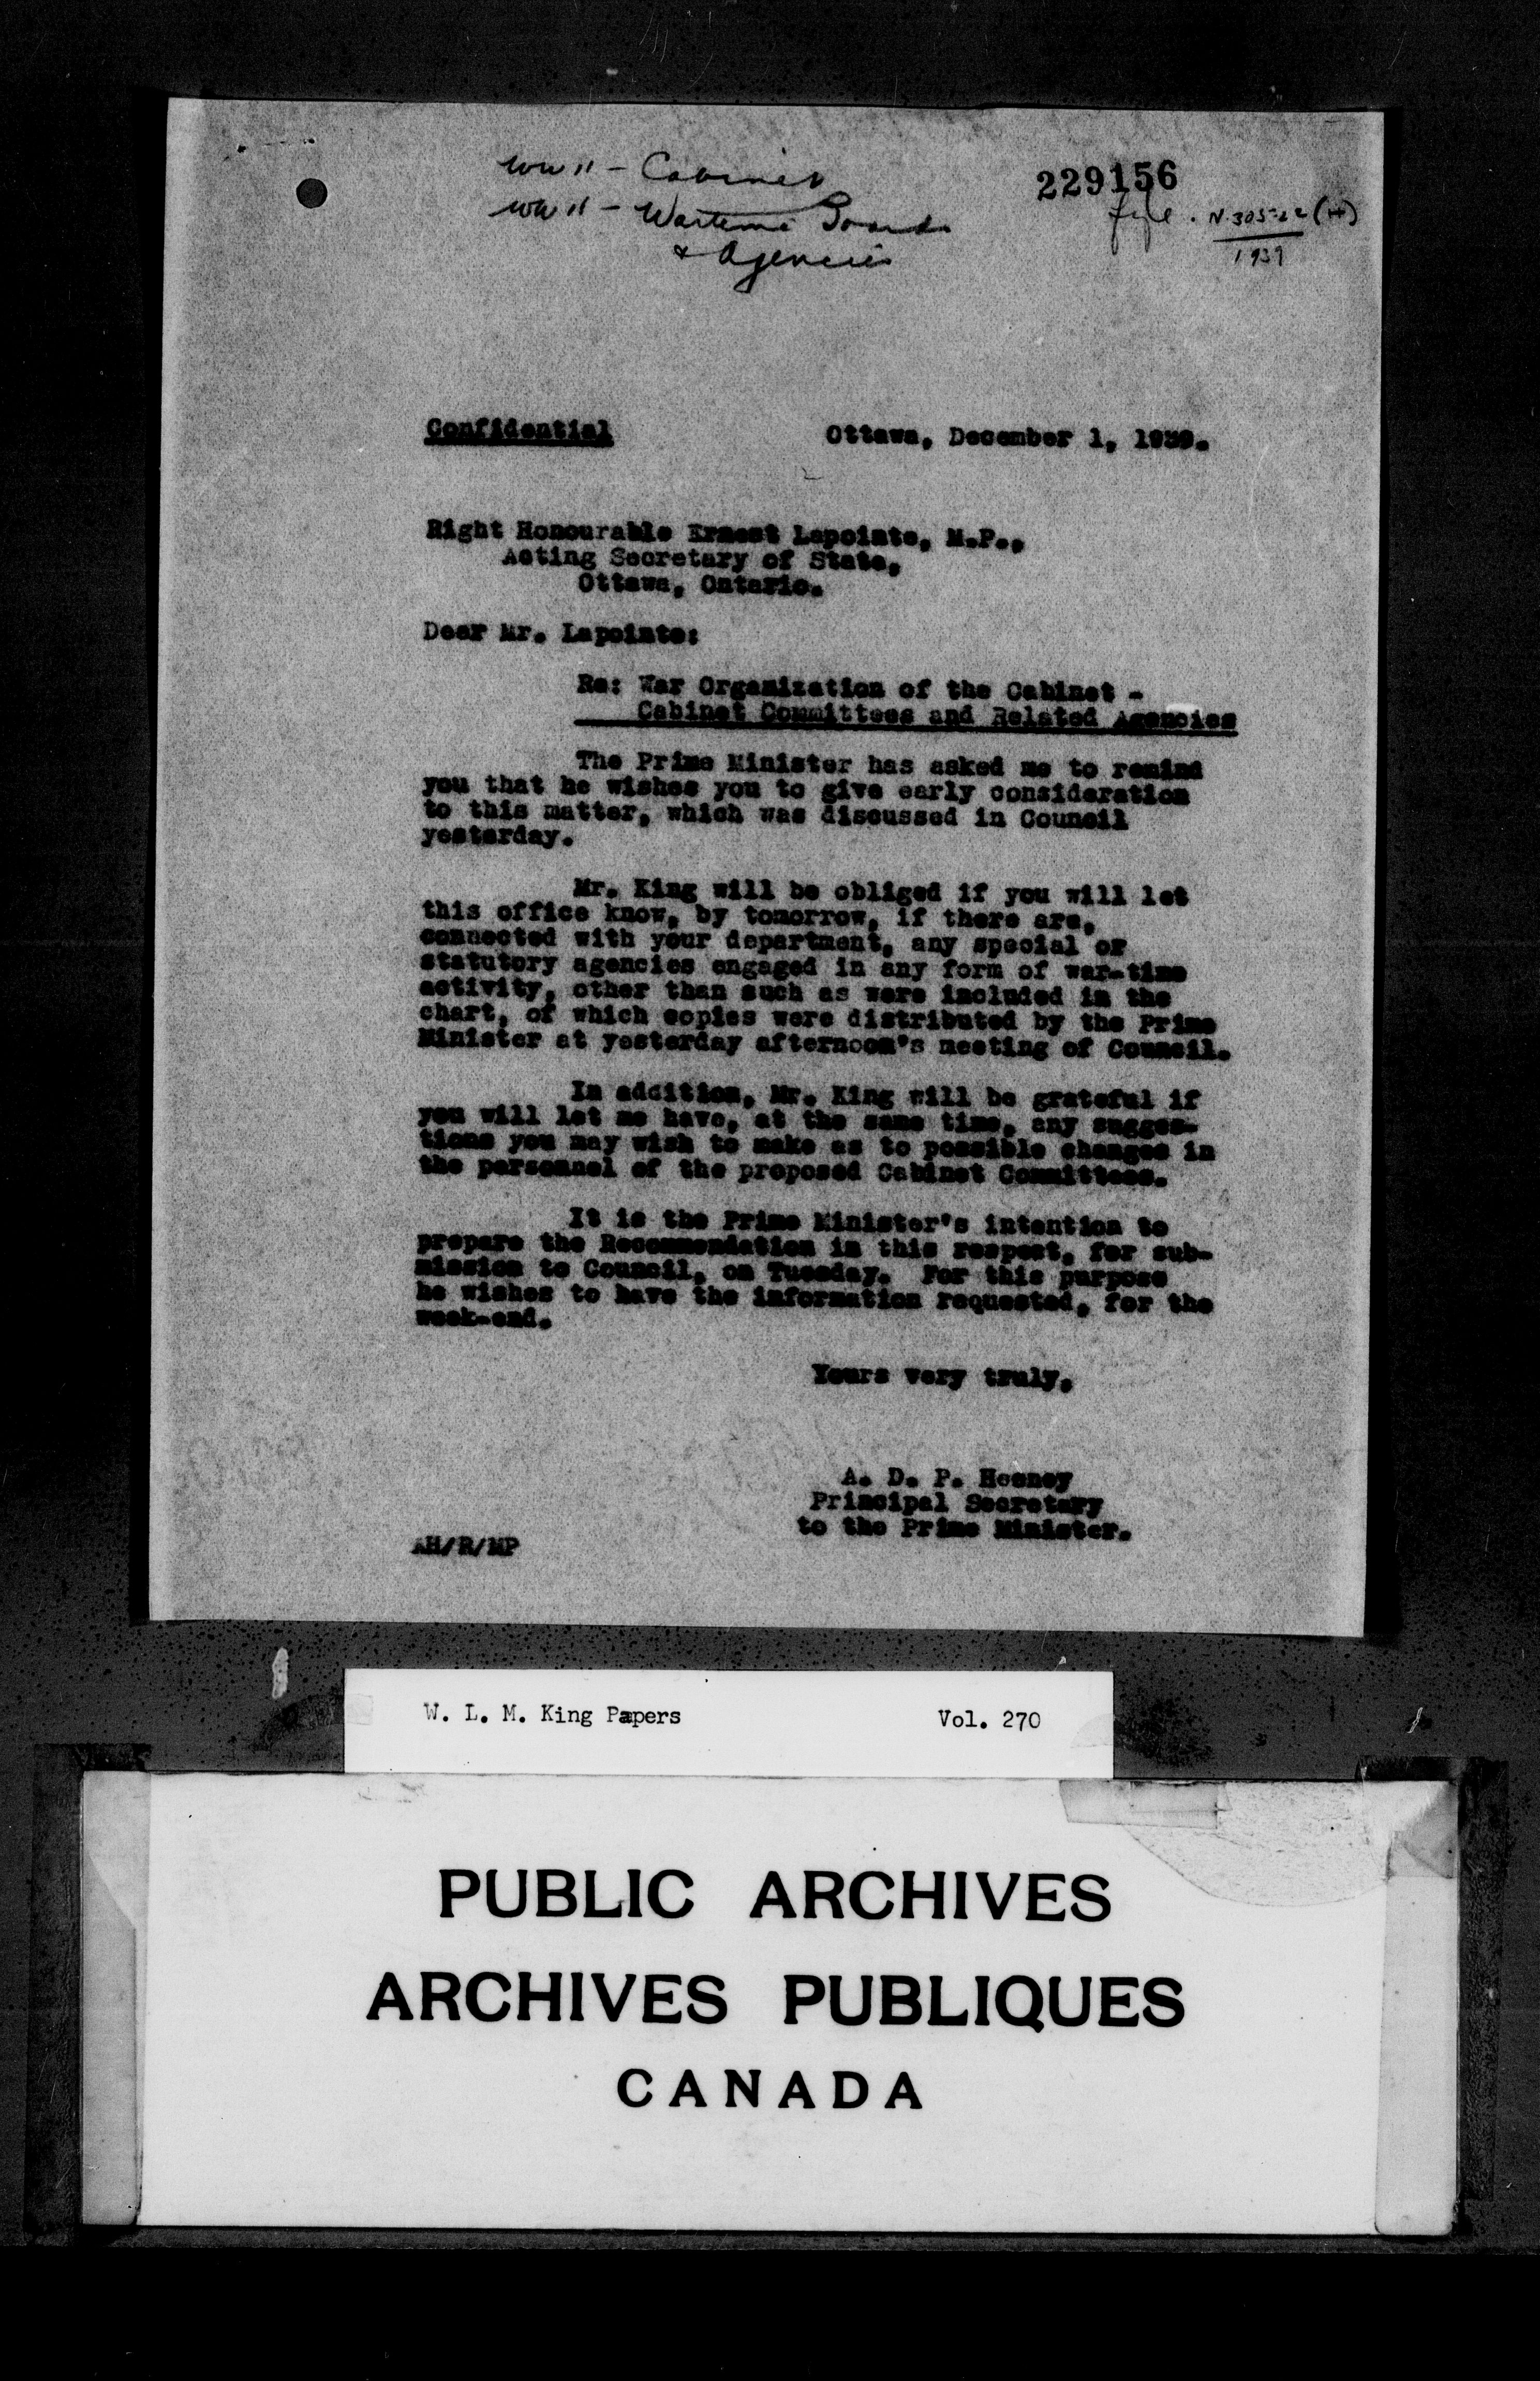 WW II - Cabinet
WW II - Wartime Boards
& Agencies
229156
file . N-305-22 (H)
1939
Confidential
Ottawa, December 1, 1939.
Right Honourable Ernest Lapointe, M.P.,
Acting Secretary of State,
Ottawa, Ontario.
Dear Mr. Lapointe:
Re: War Organization of the Cabinet -
Cabinet Committees and Related Agencies
The Prime Minister has asked me to remind
you that he wishes you to give early consideration
to this matter, which was discussed in Council
yesterday.
Mr. King will be obliged if you will let
this office know, by tomorrow, if there are,
connected with your department, any special or
statutory agencies engaged in any form of war-time
activity, other than such as were included in the
chart, of which copies were distributed by the Prime
Minister at yesterday afternoon's meeting of Council.
In addition, Mr. King will be grateful if
you will let me have, at the same time, any sugges-
tions you may wish to make as to possible changes in
the personnel of the proposed Cabinet Committees.
It is the Prime Minister's intention to
prepare the Recommendation in this respect, for sub-
mission to Council, on Tuesday. For this purpose
he wishes to have the information requested, for the
week-end.
Yours very truly,
A. D. P. Heeney
Principal Secretary
to the Prime Minister.
AH/R/MP
W. L. M. King Papers Vol. 270
PUBLIC ARCHIVES
ARCHIVES PUBLIQUES
CANADA